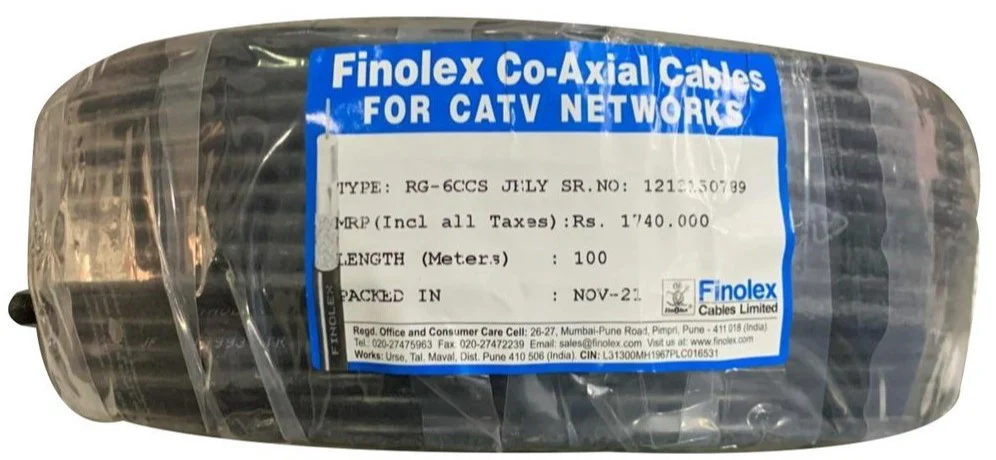 Finolex Co-Axial Cables
FOR CATV NETWORKS
TYPE: RG-6CCS JELY SR.NO:
MRP(Incl all Taxes):Rs. 1740.000
LENGTH (Meters) : 100
PACKED IN : NOV-21
Finolex
Cables Limited
FINOLEX
Regd. Office and Consumer Care Cell: 26-27, Mumbai-Pune Road, Pimpri, Pune - 411 018 (India)
Tel.: 020-27475963 Fax. 020-27472239 Email: sales@finolex.com Visit us at: www.finolex.com
Works: Urse, Tal. Maval, Dist. Pune 410 506 (India). CIN: L31300MH1967PLC016531